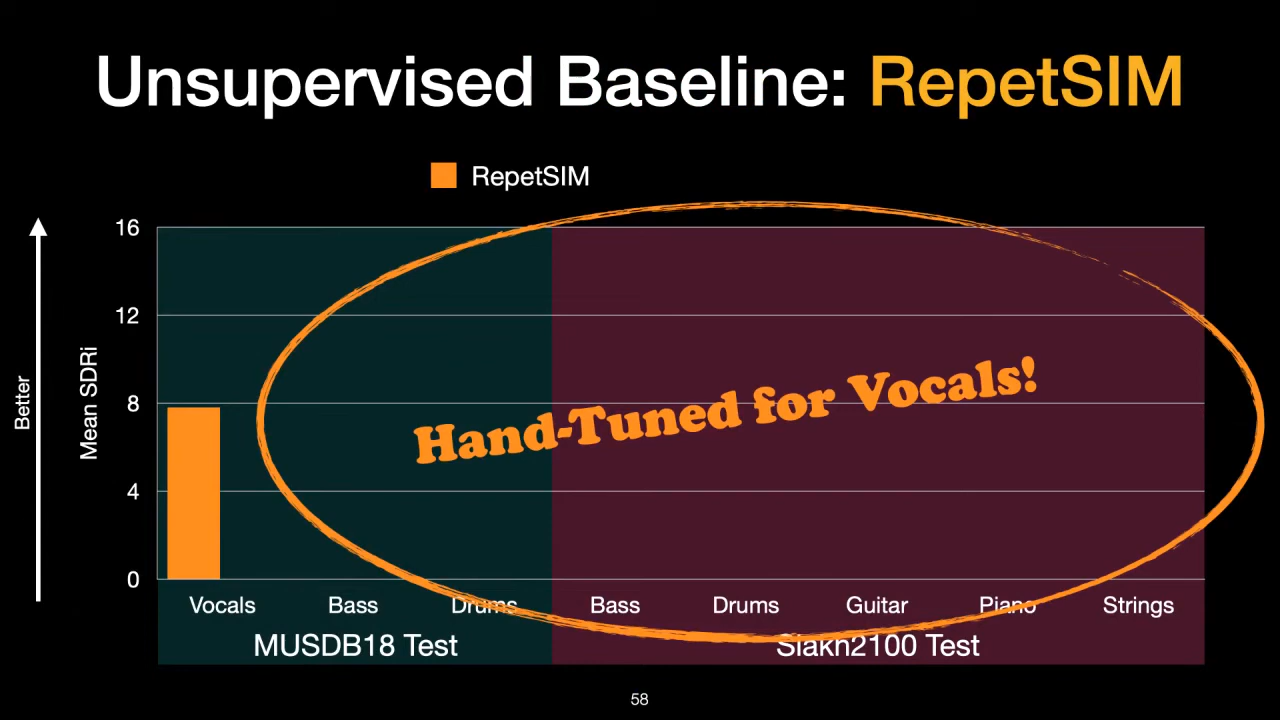 Unsupervised Baseline: RepetSIM
RepetSIM
Better
Mean SDRi
16
12
8
4
0
Hand-Tuned for Vocals!
Vocals Bass Drums Bass Drums Guitar Piano Strings
MUSDB18 Test Slakh2100 Test
58